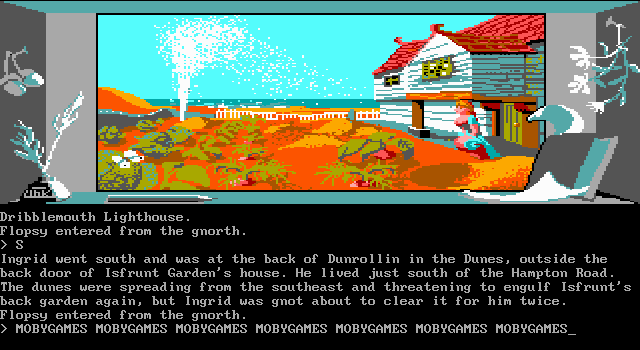 Ink
Dribblemouth Lighthouse.
Flopsy entered from the gnorth.
> S
Ingrid went south and was at the back of Dunrollin in the Dunes, outside the
back door of Isfrunt Garden's house. He lived just south of the Hampton Road.
The dunes were spreading from the southeast and threatening to engulf Isfrunt's
back garden again, but Ingrid was gnot about to clear it for him twice.
Flopsy entered from the gnorth.
> MOBYGAMES MOBYGAMES MOBYGAMES MOBYGAMES MOBYGAMES MOBYGAMES MOBYGAMES_